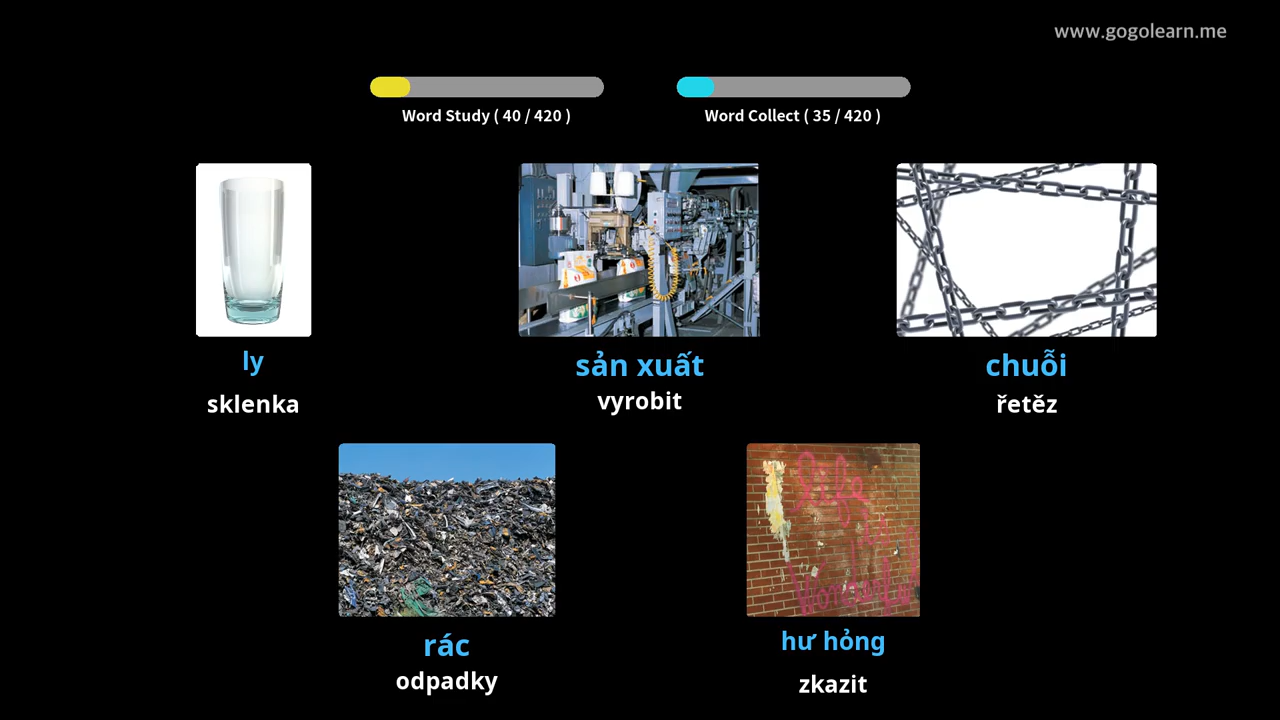 www.gogolearn.me
Word Study ( 40 / 420 )
Word Collect ( 35 / 420 )
ly
sklenka
sản xuất
vyrobit
chuỗi
řetěz
rác
odpadky
hư hỏng
zkazit